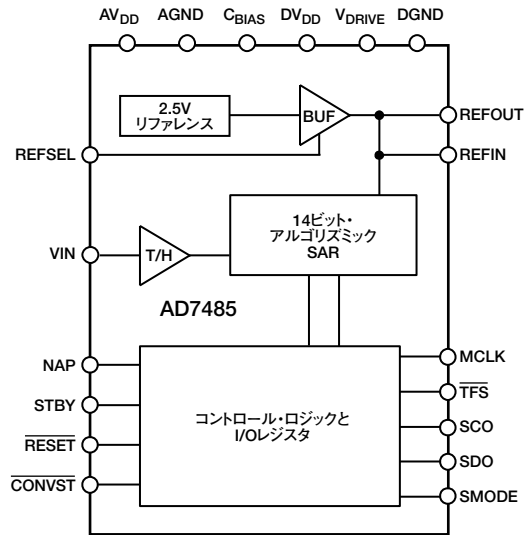 AVDD AGND CBIAS DVDD VDRIVE DGND
2.5V
リファレンス
BUF
REFOUT
REFSEL
REFIN
14ビット・
アルゴリズミック
SAR
VIN
T/H
AD7485
NAP
MCLK
STBY
TFS
コントロール・ロジックと
I/Oレジスタ
RESET
SCO
CONVST
SDO
SMODE